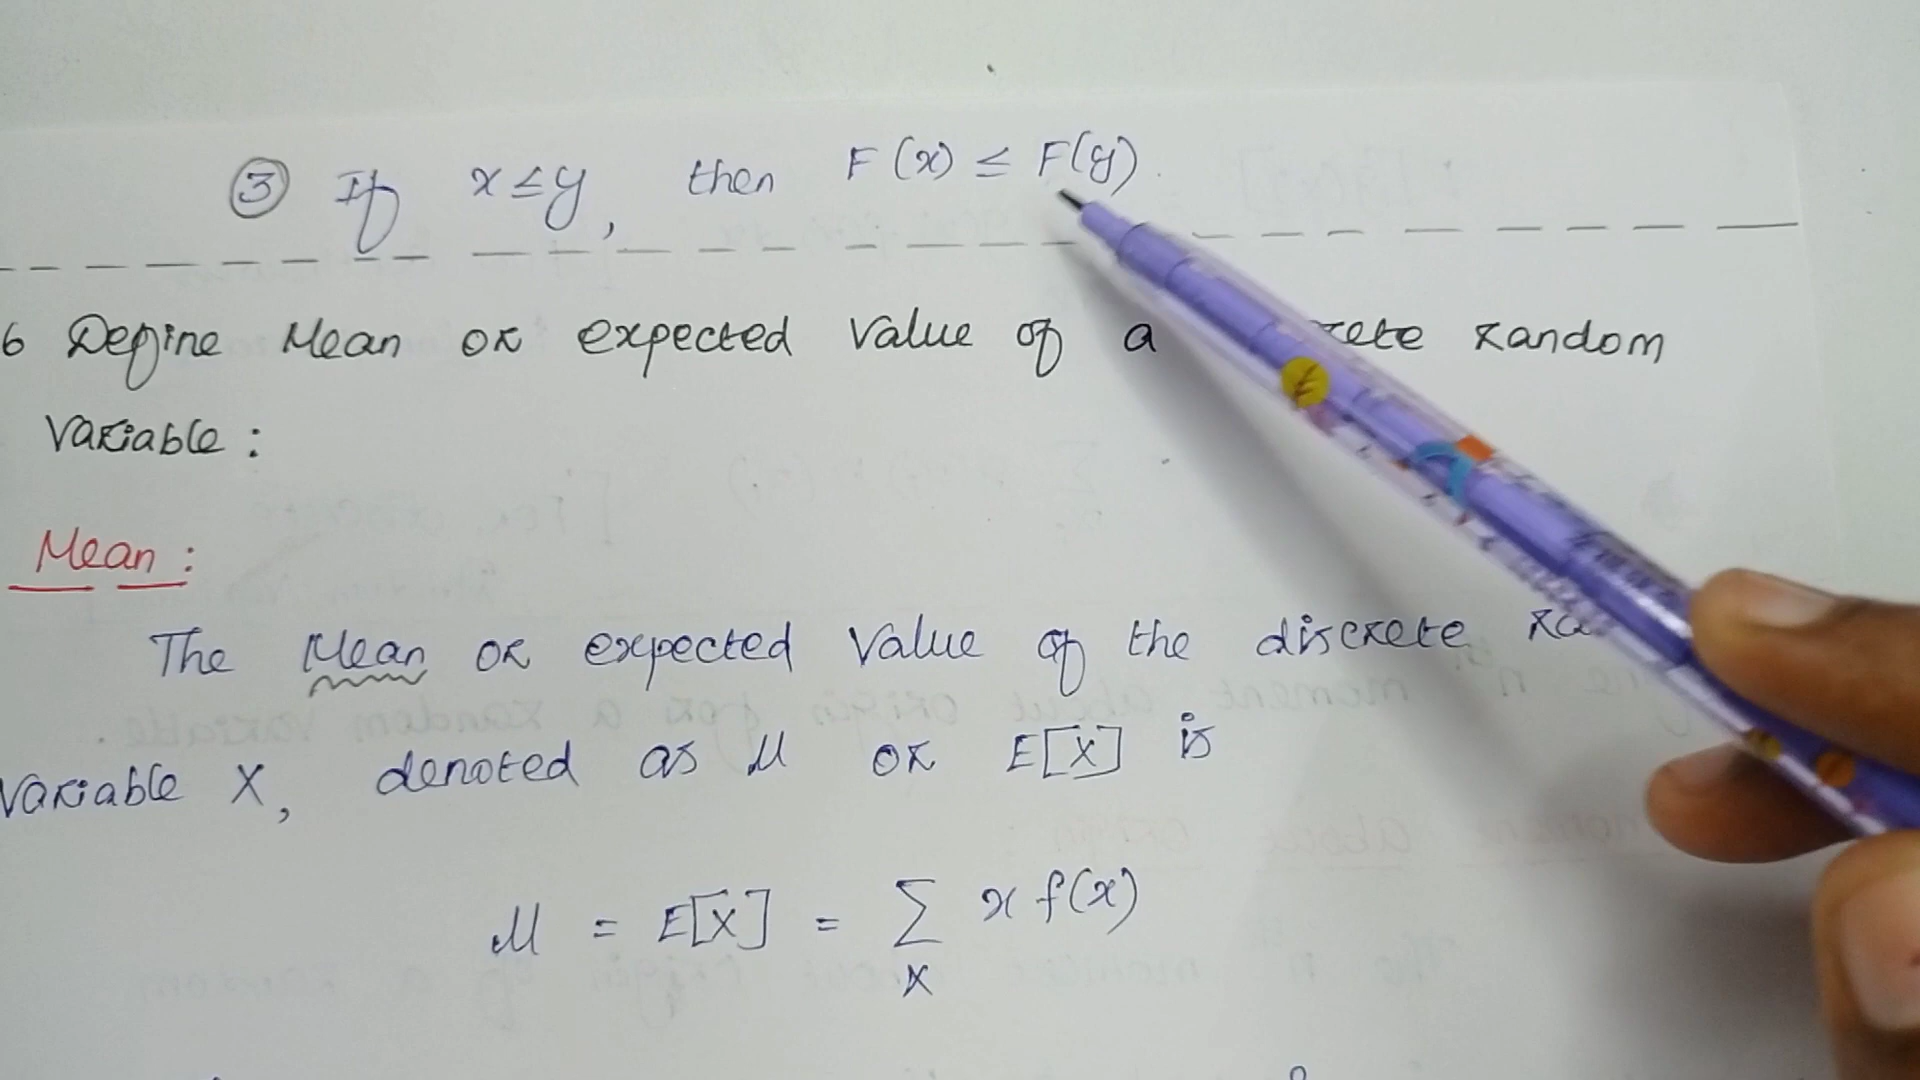 ③ If x ≤ y, then F(x) ≤ F(y).
6 Define Mean or expected value of a random
variable :
Mean :
The Mean or expected value of the discrete
variable X, denoted as μ or E[X] is
μ = E[X] = ∑ x f(x)
x